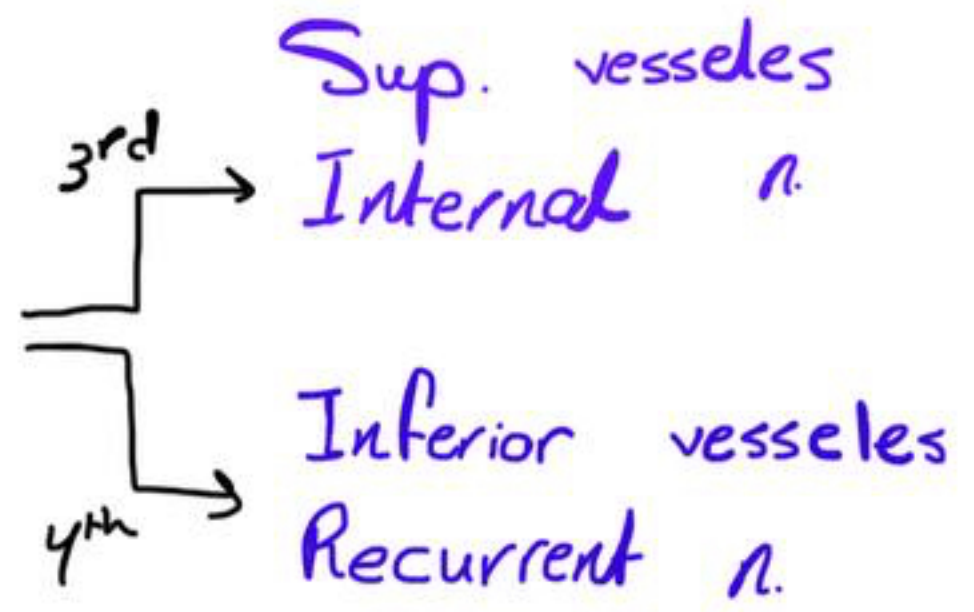 Sup. vesseles
3rd
Internal n.
Inferior vesseles
4th
Recurrent n.